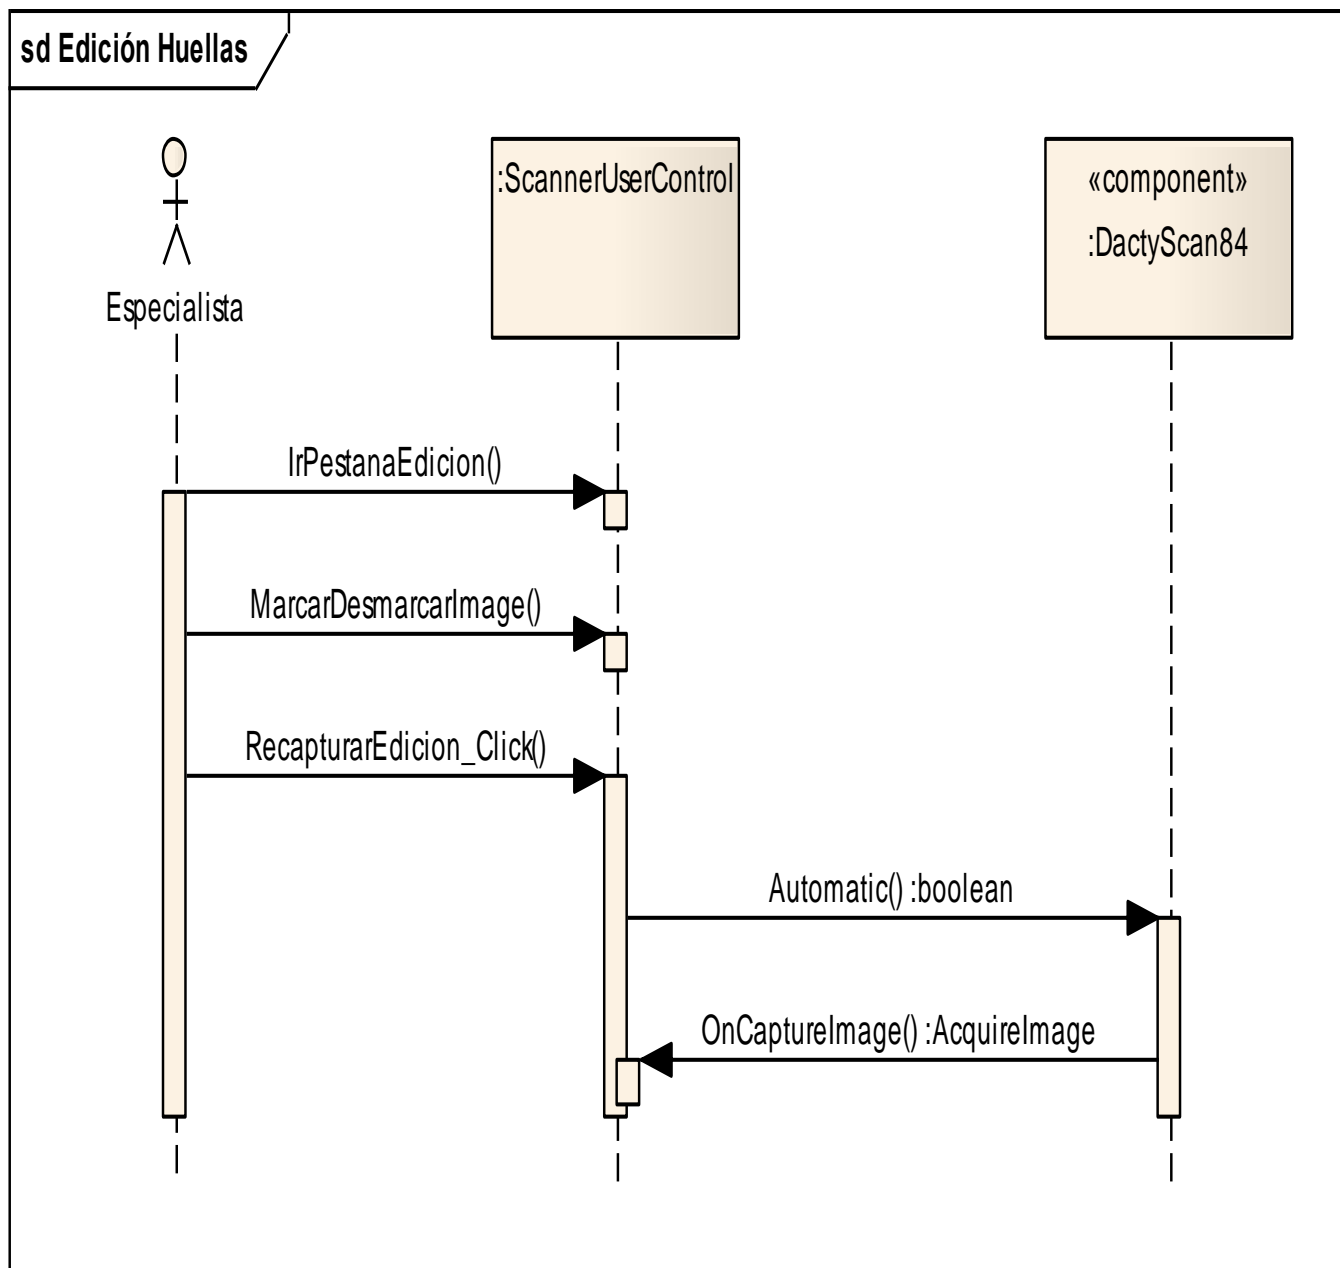 sd Edición Huellas
:ScannerUserControl
«component»
:DactyScan84
Especialista
IrPestanaEdicion()
MarcarDesmarcarImage()
RecapturarEdicion_Click()
Automatic() :boolean
OnCaptureImage() :AcquireImage